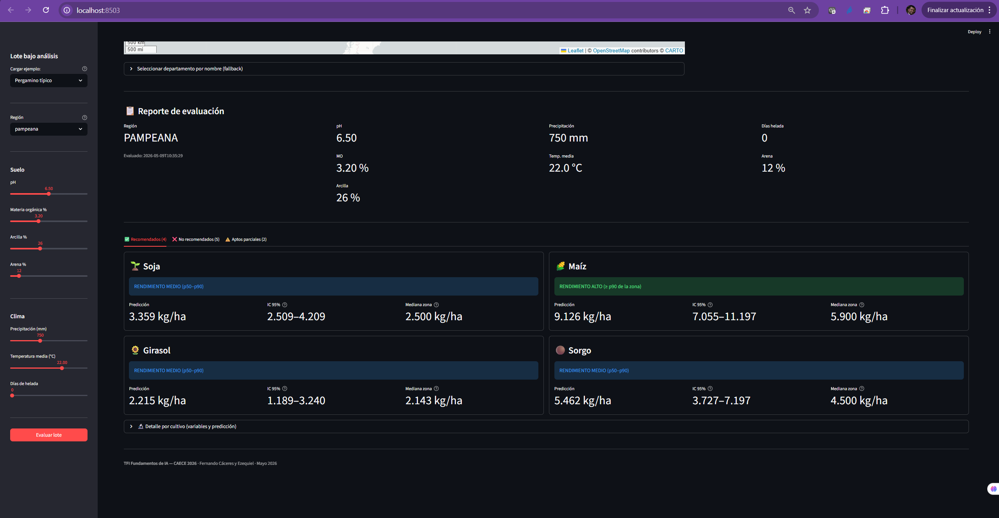 localhost:8503
Finalizar actualización
Deploy
Lote bajo análisis
Cargar ejemplo:
Pergamino típico
Región
pampeana
Suelo
pH
6.50
Materia orgánica %
3.20
Arcilla %
26
Arena %
12
Clima
Precipitación (mm)
750
Temperatura media (°C)
22.00
Días de helada
0
Evaluar lote
500 km
500 mi
Leaflet | © OpenStreetMap contributors © CARTO
Seleccionar departamento por nombre (fallback)
Reporte de evaluación
Región
PAMPEANA
Evaluado: 2026-05-09T10:35:29
pH
6.50
MO
3.20 %
Arcilla
26 %
Precipitación
750 mm
Temp. media
22.0 °C
Días helada
0
Arena
12 %
Recomendados (4) No recomendados (5) Aptos parciales (2)
Soja
RENDIMIENTO MEDIO (p50–p90)
Predicción IC 95% Mediana zona
3.359 kg/ha 2.509–4.209 2.500 kg/ha
Maíz
RENDIMIENTO ALTO (≥ p90 de la zona)
Predicción IC 95% Mediana zona
9.126 kg/ha 7.055–11.197 5.900 kg/ha
Girasol
RENDIMIENTO MEDIO (p50–p90)
Predicción IC 95% Mediana zona
2.215 kg/ha 1.189–3.240 2.143 kg/ha
Sorgo
RENDIMIENTO MEDIO (p50–p90)
Predicción IC 95% Mediana zona
5.462 kg/ha 3.727–7.197 4.500 kg/ha
Detalle por cultivo (variables y predicción)
TFI Fundamentos de IA — CAECE 2026 · Fernando Cáceres y Ezequiel · Mayo 2026